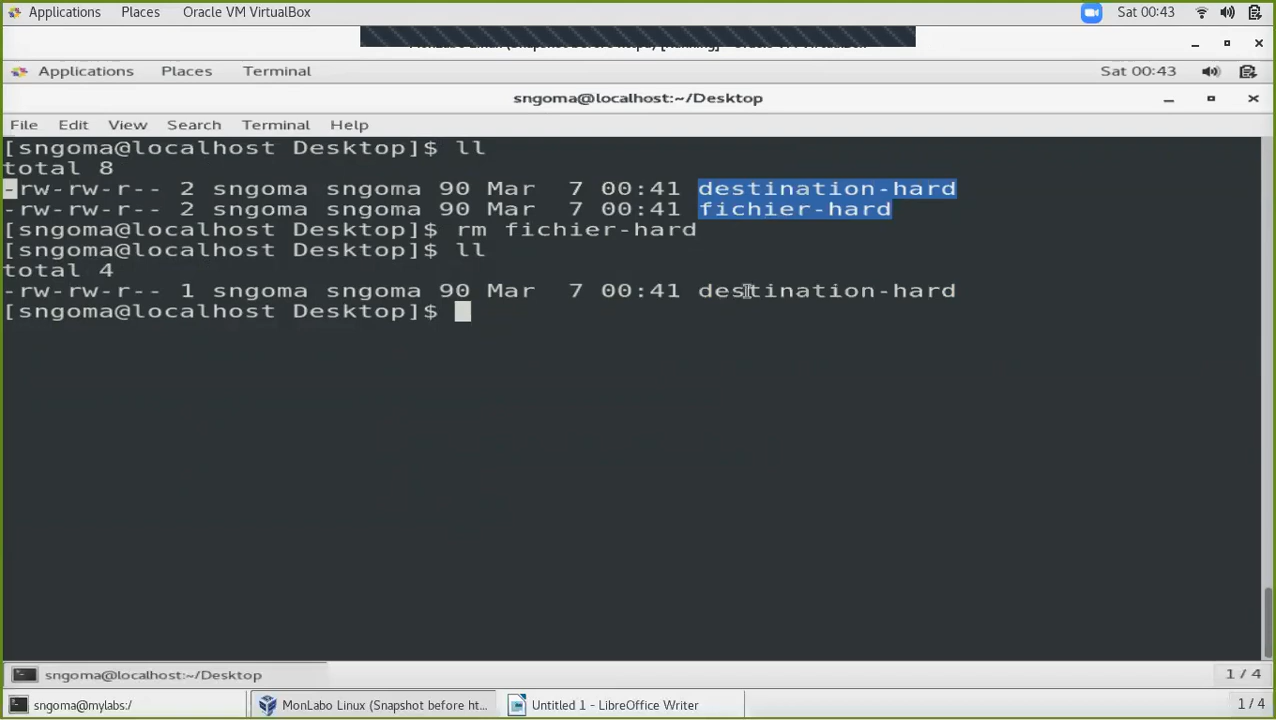 Applications Places Oracle VM VirtualBox Sat 00:43
Applications Places Terminal Sat 00:43
sngoma@localhost:~/Desktop
File Edit View Search Terminal Help
[sngoma@localhost Desktop]$ ll
total 8
-rw-rw-r-- 2 sngoma sngoma 90 Mar  7 00:41 destination-hard
-rw-rw-r-- 2 sngoma sngoma 90 Mar  7 00:41 fichier-hard
[sngoma@localhost Desktop]$ rm fichier-hard
[sngoma@localhost Desktop]$ ll
total 4
-rw-rw-r-- 1 sngoma sngoma 90 Mar  7 00:41 destination-hard
[sngoma@localhost Desktop]$
sngoma@localhost:~/Desktop 1 / 4
sngoma@mylabs:/ MonLabo Linux (Snapshot before ht... Untitled 1 - LibreOffice Writer 1 / 4